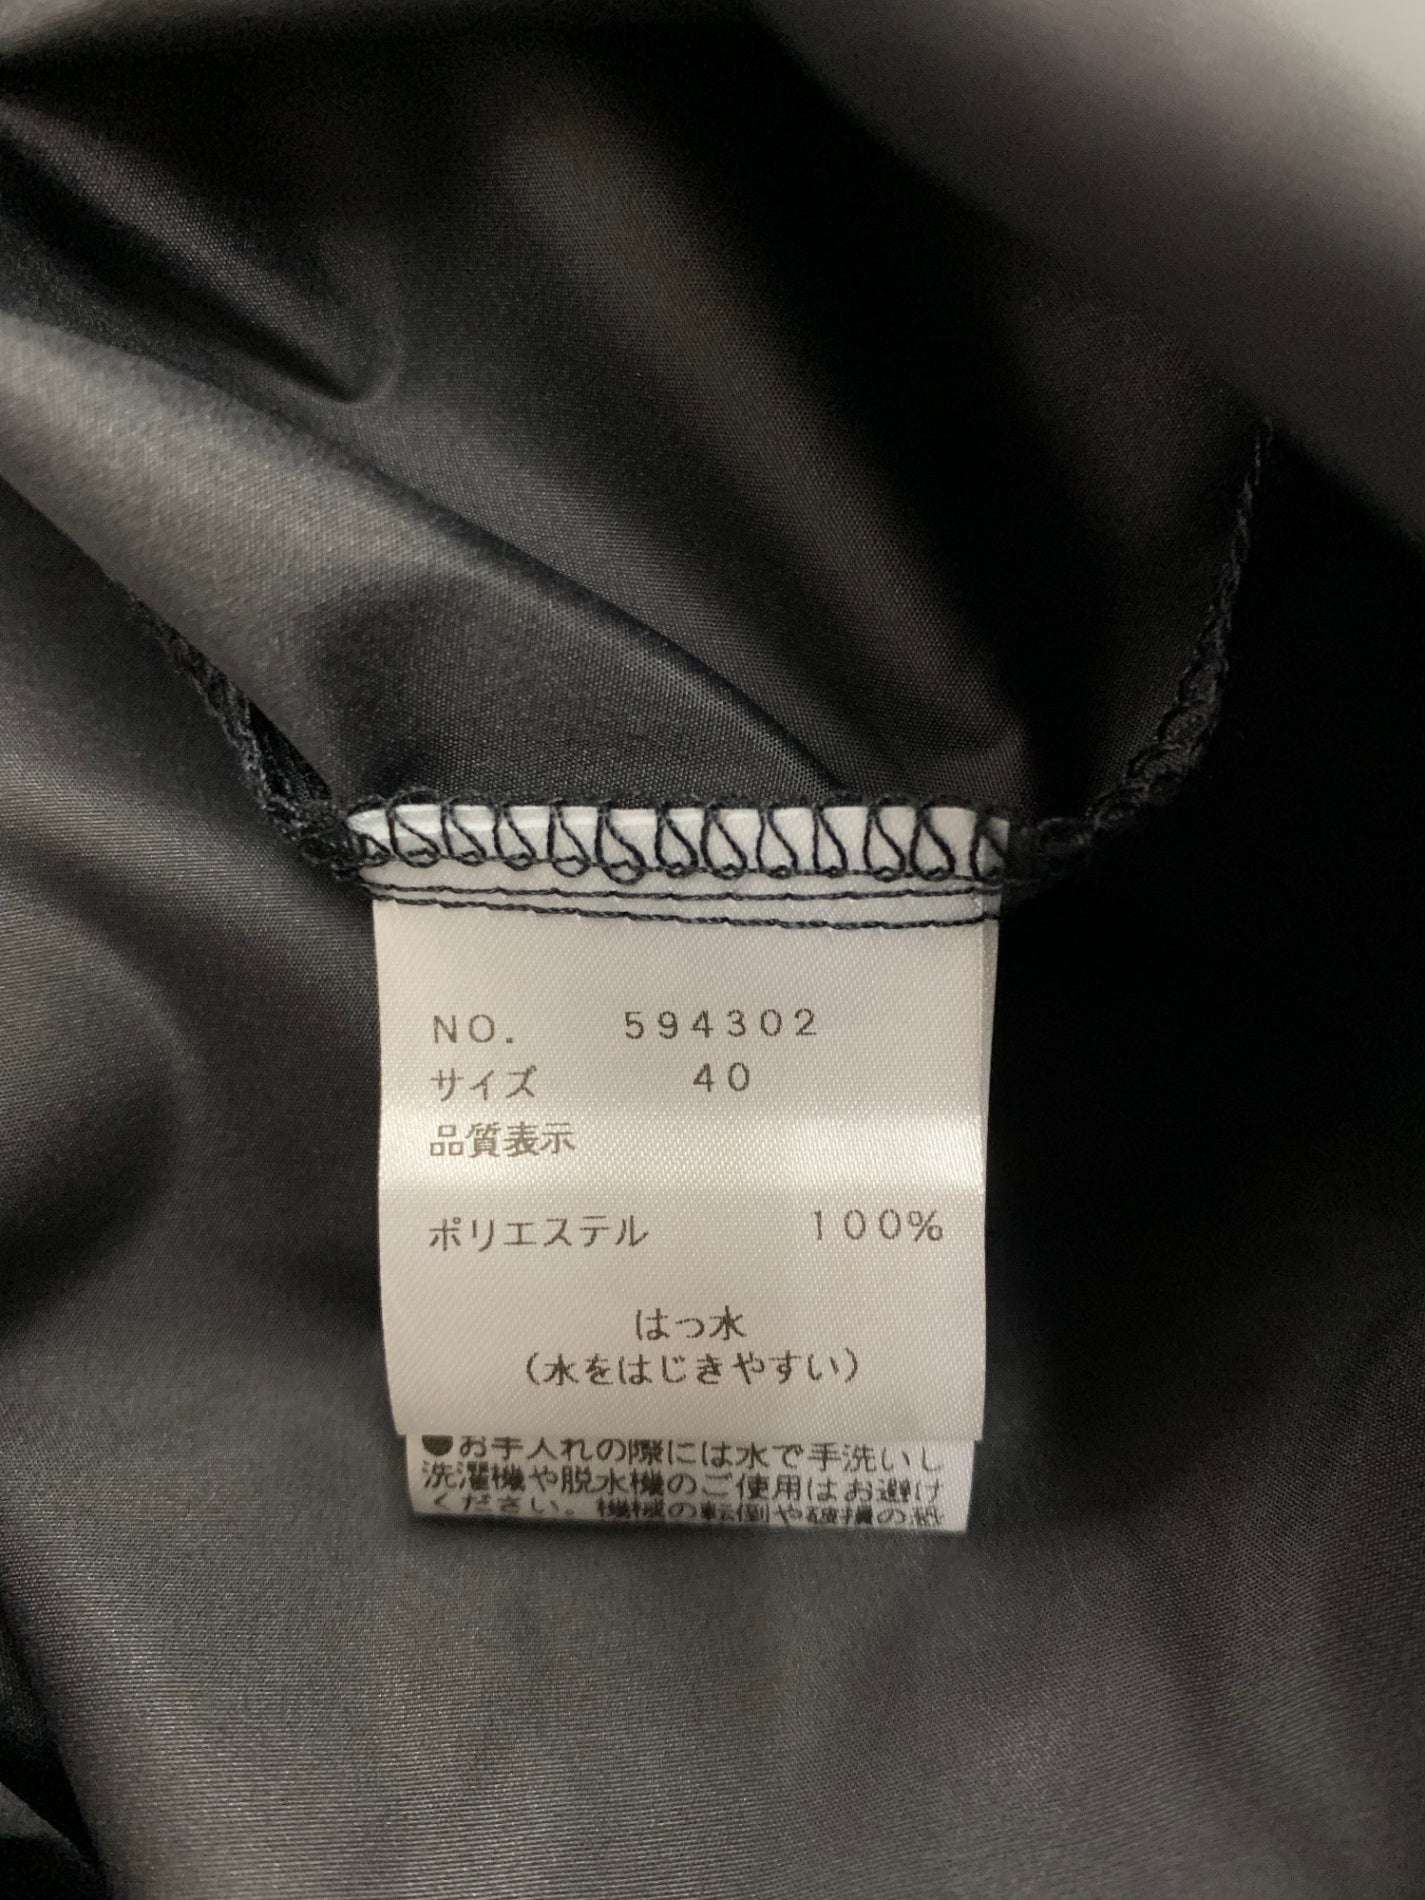 NO. 594302
サイズ 40
品質表示
ポリエステル 100%
はっ水
(水をはじきやすい)
●お手入れの際には水で手洗いし
洗濯機や脱水機のご使用はお避け
ください。機械の転倒や破損の